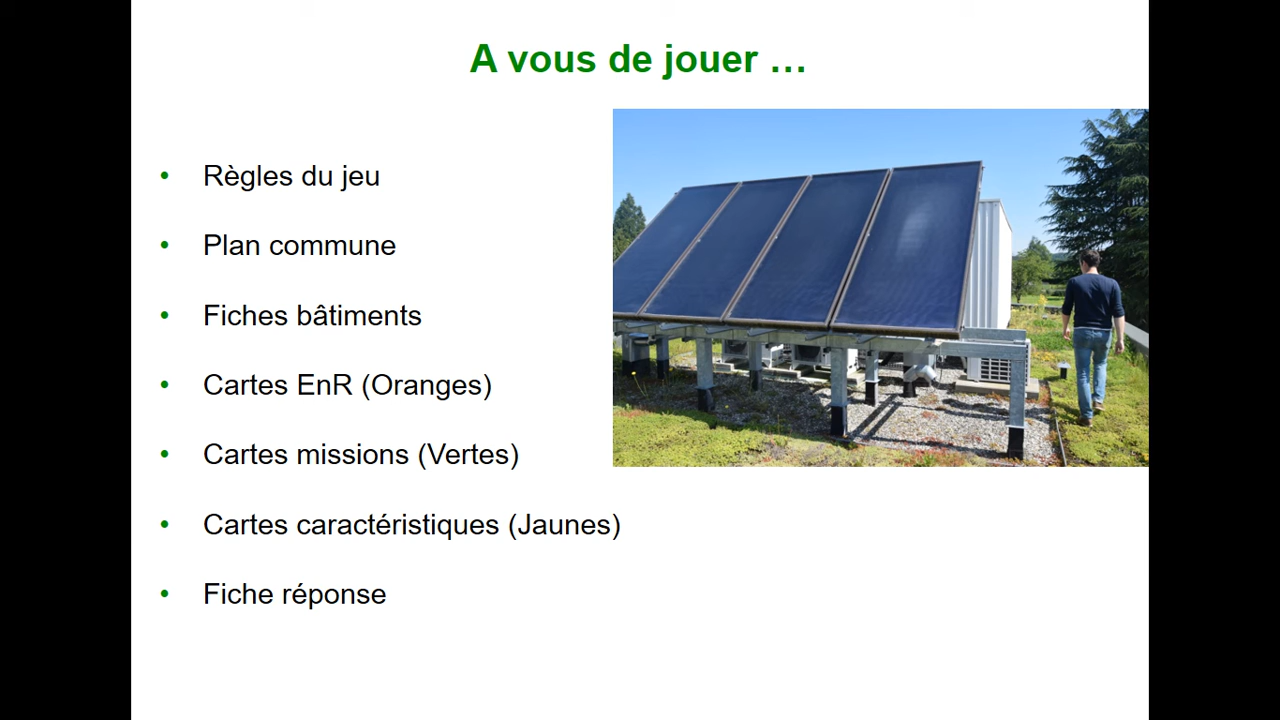 A vous de jouer …
• Règles du jeu
• Plan commune
• Fiches bâtiments
• Cartes EnR (Oranges)
• Cartes missions (Vertes)
• Cartes caractéristiques (Jaunes)
• Fiche réponse